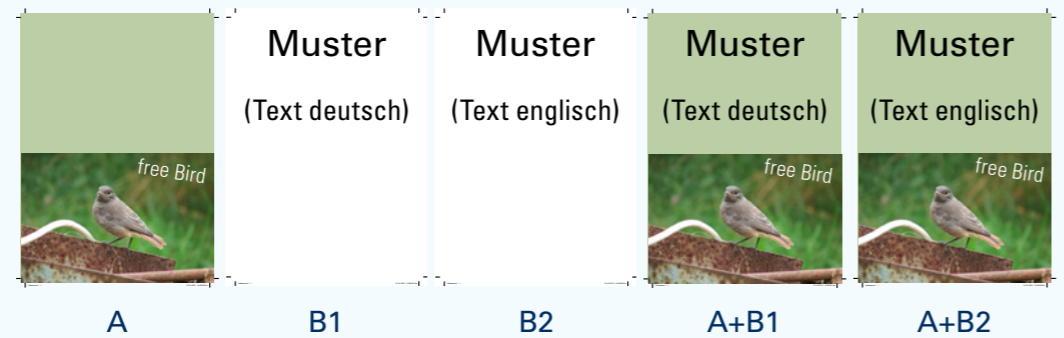 free Bird
Muster
(Text deutsch)
Muster
(Text englisch)
Muster
(Text deutsch)
free Bird
Muster
(Text englisch)
free Bird
A
B1
B2
A+B1
A+B2